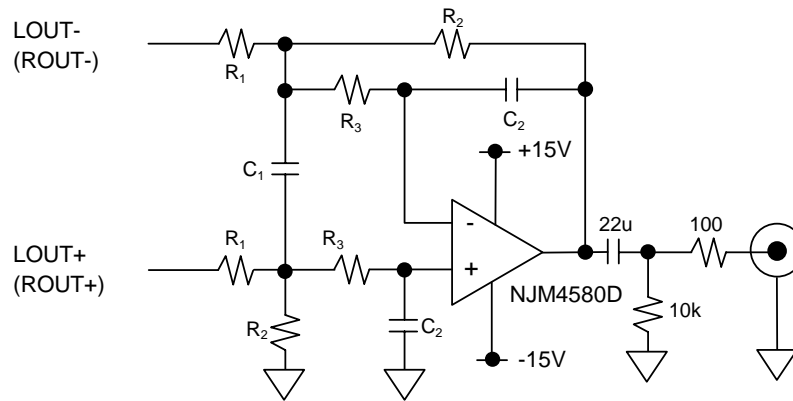 LOUT-
(ROUT-)
R₁
R₂
R₃
C₂
C₁
+15V
LOUT+
(ROUT+)
R₁
R₃
-
+
22u
100
NJM4580D
R₂
C₂
10k
-15V